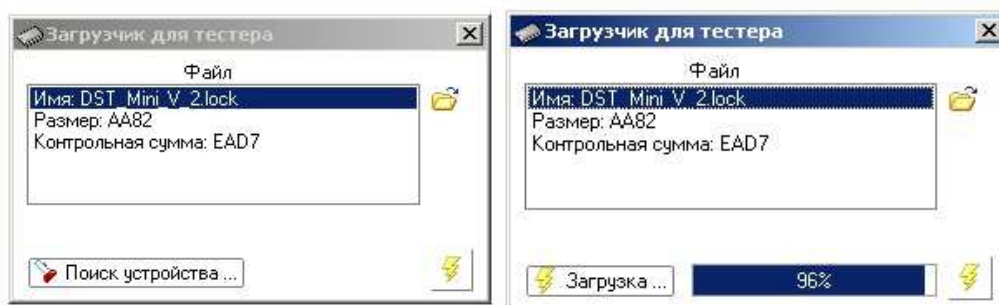 Загрузчик для тестера
Файл
Имя: DST_Mini_V_2.lock
Размер: AA82
Контрольная сумма: EAD7
Поиск устройства ...
Загрузчик для тестера
Файл
Имя: DST_Mini_V_2.lock
Размер: AA82
Контрольная сумма: EAD7
Загрузка ...
96%